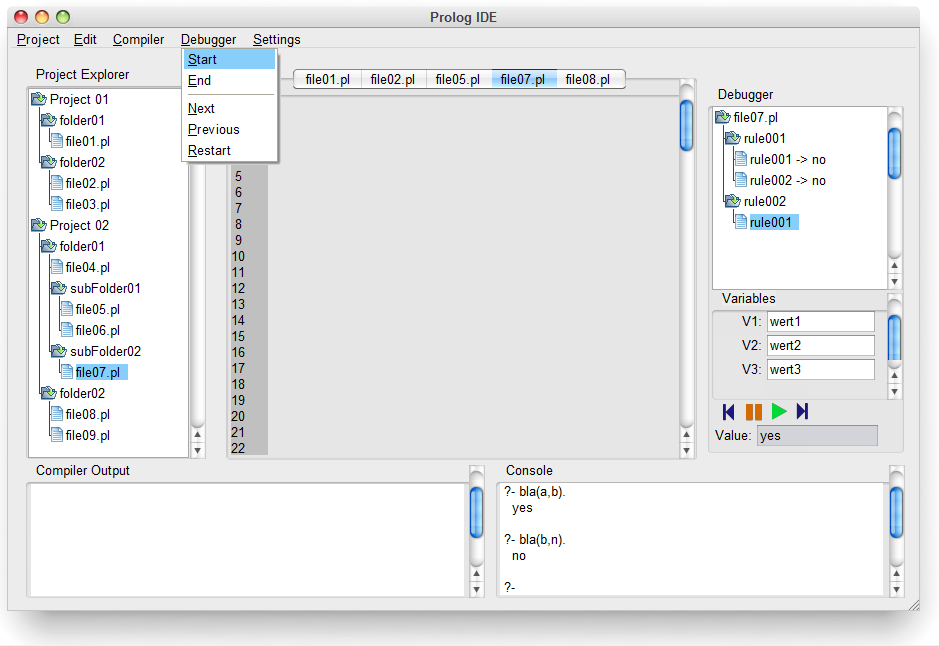 Prolog IDE
Project Edit Compiler Debugger Settings
Start
End
Next
Previous
Restart
Project Explorer
Project 01
folder01
file01.pl
folder02
file02.pl
file03.pl
Project 02
folder01
file04.pl
subFolder01
file05.pl
file06.pl
subFolder02
file07.pl
folder02
file08.pl
file09.pl
file01.pl file02.pl file05.pl file07.pl file08.pl
5
6
7
8
9
10
11
12
13
14
15
16
17
18
19
20
21
22
Debugger
file07.pl
rule001
rule001 -> no
rule002 -> no
rule002
rule001
Variables
V1: wert1
V2: wert2
V3: wert3
Value: yes
Compiler Output
Console
?- bla(a,b).
yes
?- bla(b,n).
no
?-